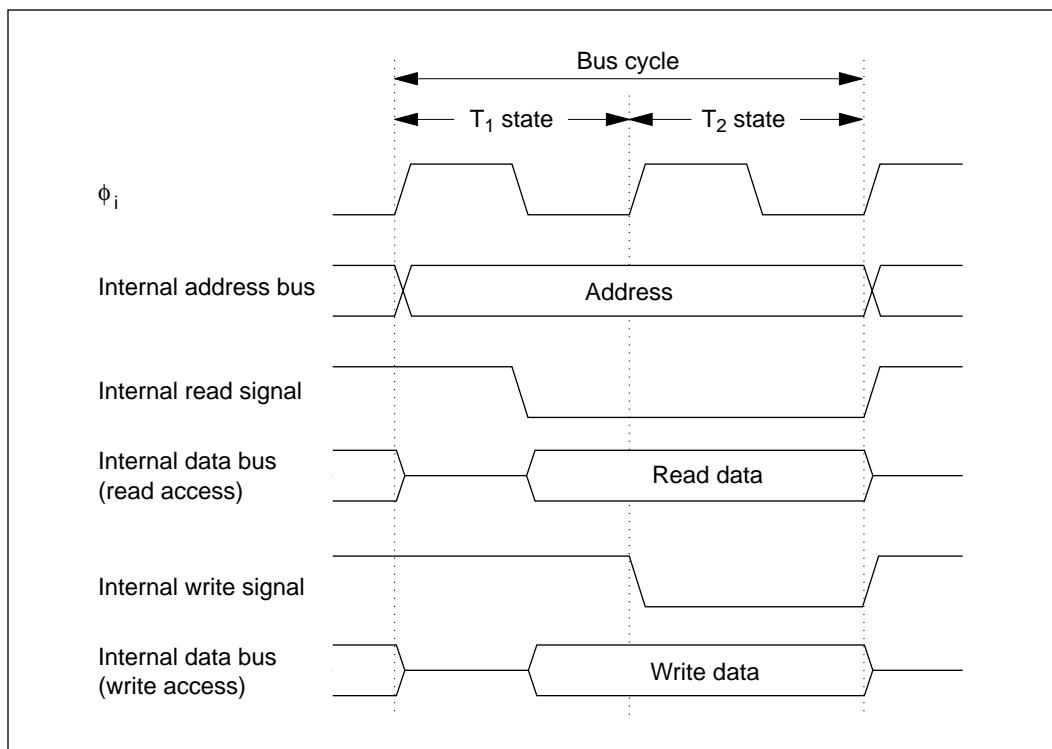 Bus cycle
T1 state
T2 state
ϕi
Internal address bus
Address
Internal read signal
Internal data bus
(read access)
Read data
Internal write signal
Internal data bus
(write access)
Write data